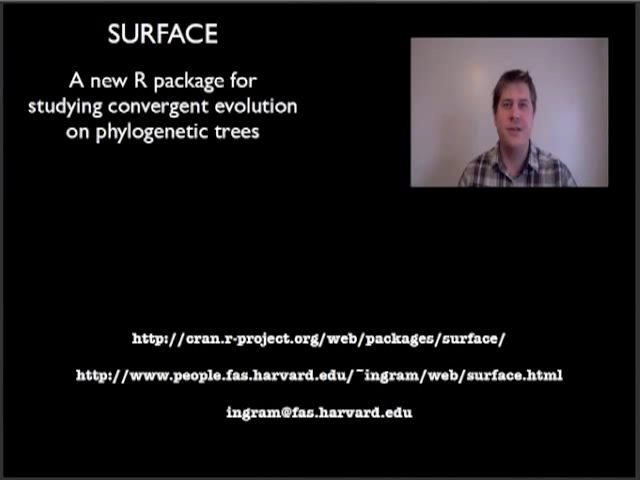 SURFACE
A new R package for
studying convergent evolution
on phylogenetic trees
http://cran.r-project.org/web/packages/surface/
http://www.people.fas.harvard.edu/~ingram/web/surface.html
ingram@fas.harvard.edu